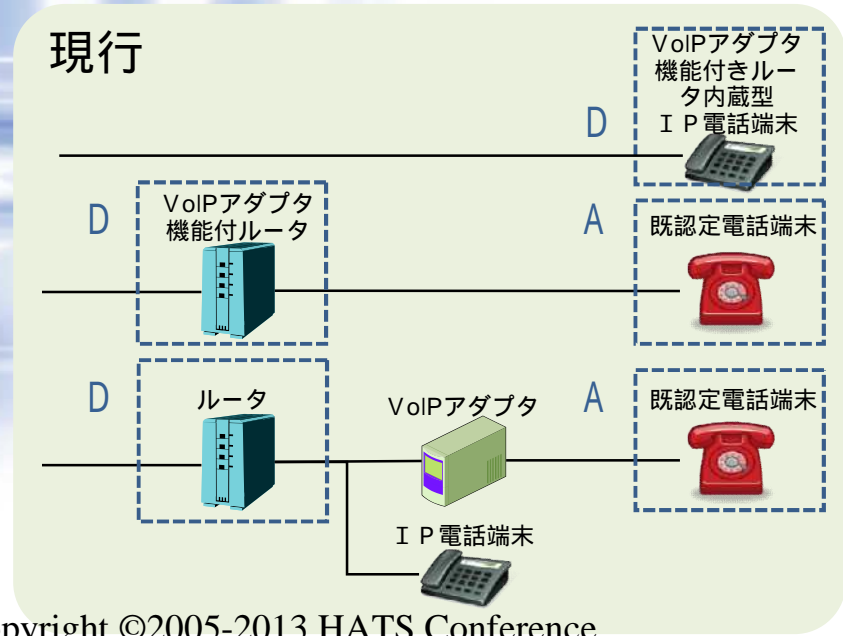 現行
VoIPアダプタ
機能付きルー
タ内蔵型
ＩＰ電話端末
D
D
VoIPアダプタ
機能付ルータ
A
既認定電話端末
D
ルータ
VoIPアダプタ
A
既認定電話端末
ＩＰ電話端末
pyright ©2005-2013 HATS Conference